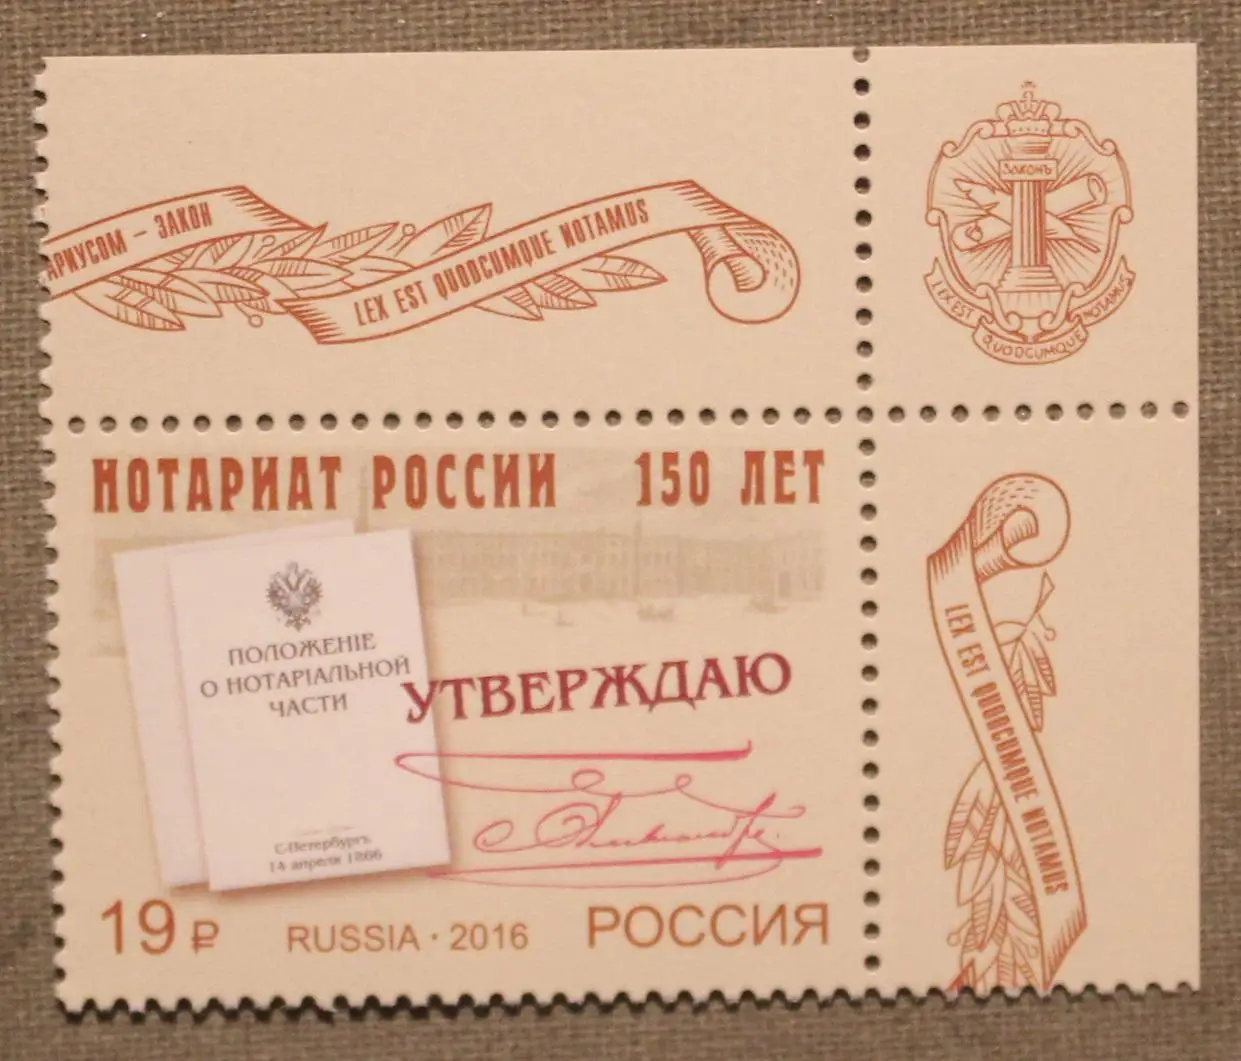 АРИУСОМ – ЗАКОН
LEX EST QUODCUMQUE NOTAMUS
ЗАКОНЪ
LEX EST QUODCUMQUE NOTAMUS
НОТАРИАТ РОССИИ 150 ЛЕТ
ПОЛОЖЕНІЕ
О НОТАРІАЛЬНОЙ
ЧАСТИ
С-Петербургъ
14 апреля 1866
УТВЕРЖДАЮ
Александръ.
LEX EST QUODCUMQUE NOTAMUS
19 ₽
RUSSIA · 2016
РОССИЯ